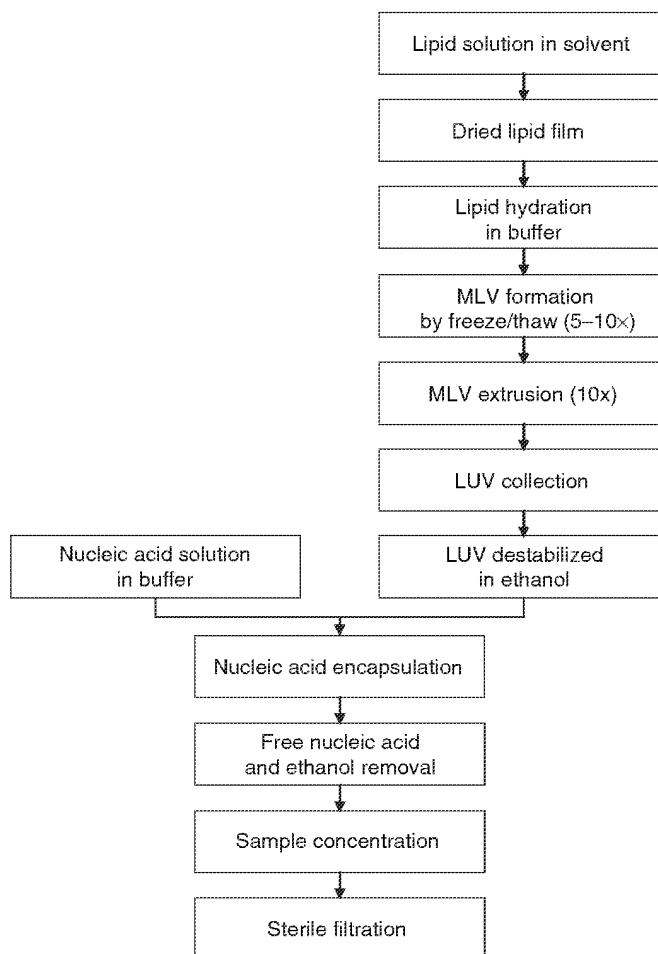 Lipid solution in solvent
Dried lipid film
Lipid hydration
in buffer
MLV formation
by freeze/thaw (5–10×)
MLV extrusion (10x)
LUV collection
Nucleic acid solution
in buffer
LUV destabilized
in ethanol
Nucleic acid encapsulation
Free nucleic acid
and ethanol removal
Sample concentration
Sterile filtration